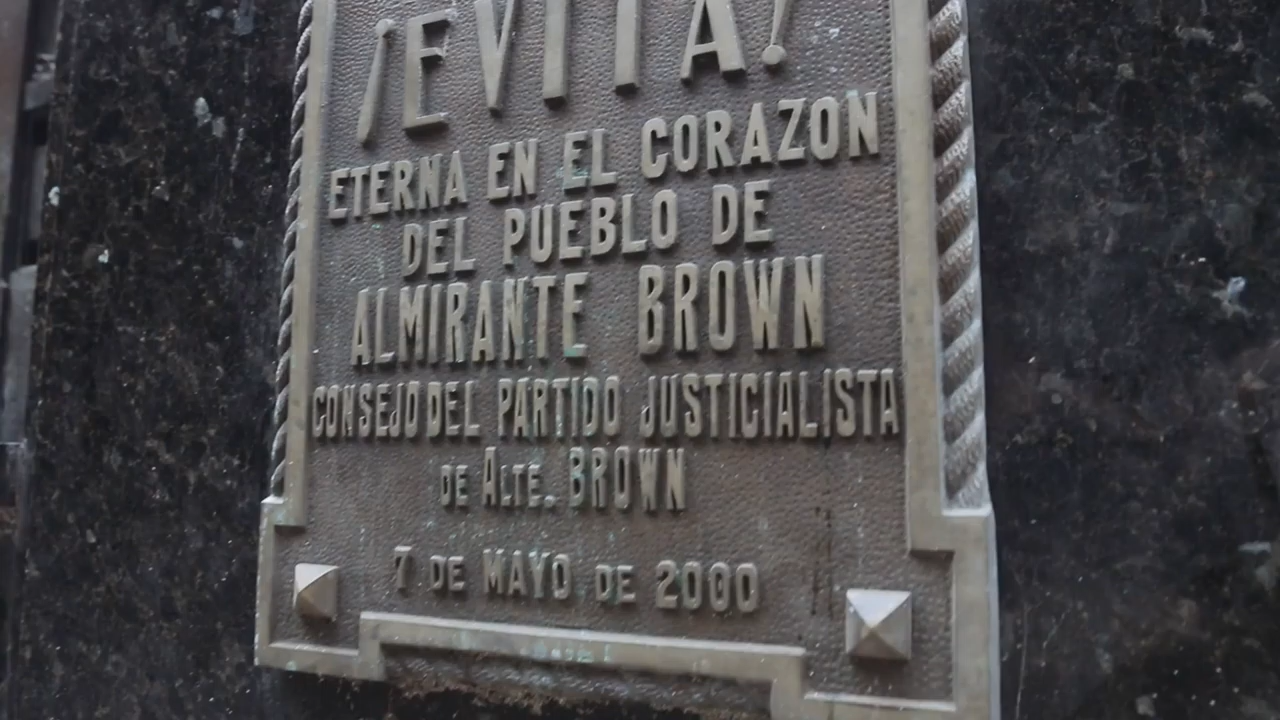 ¡EVITA!
ETERNA EN EL CORAZON
DEL PUEBLO DE
ALMIRANTE BROWN
CONSEJO DEL PARTIDO JUSTICIALISTA
DE ALTE. BROWN
7 DE MAYO DE 2000